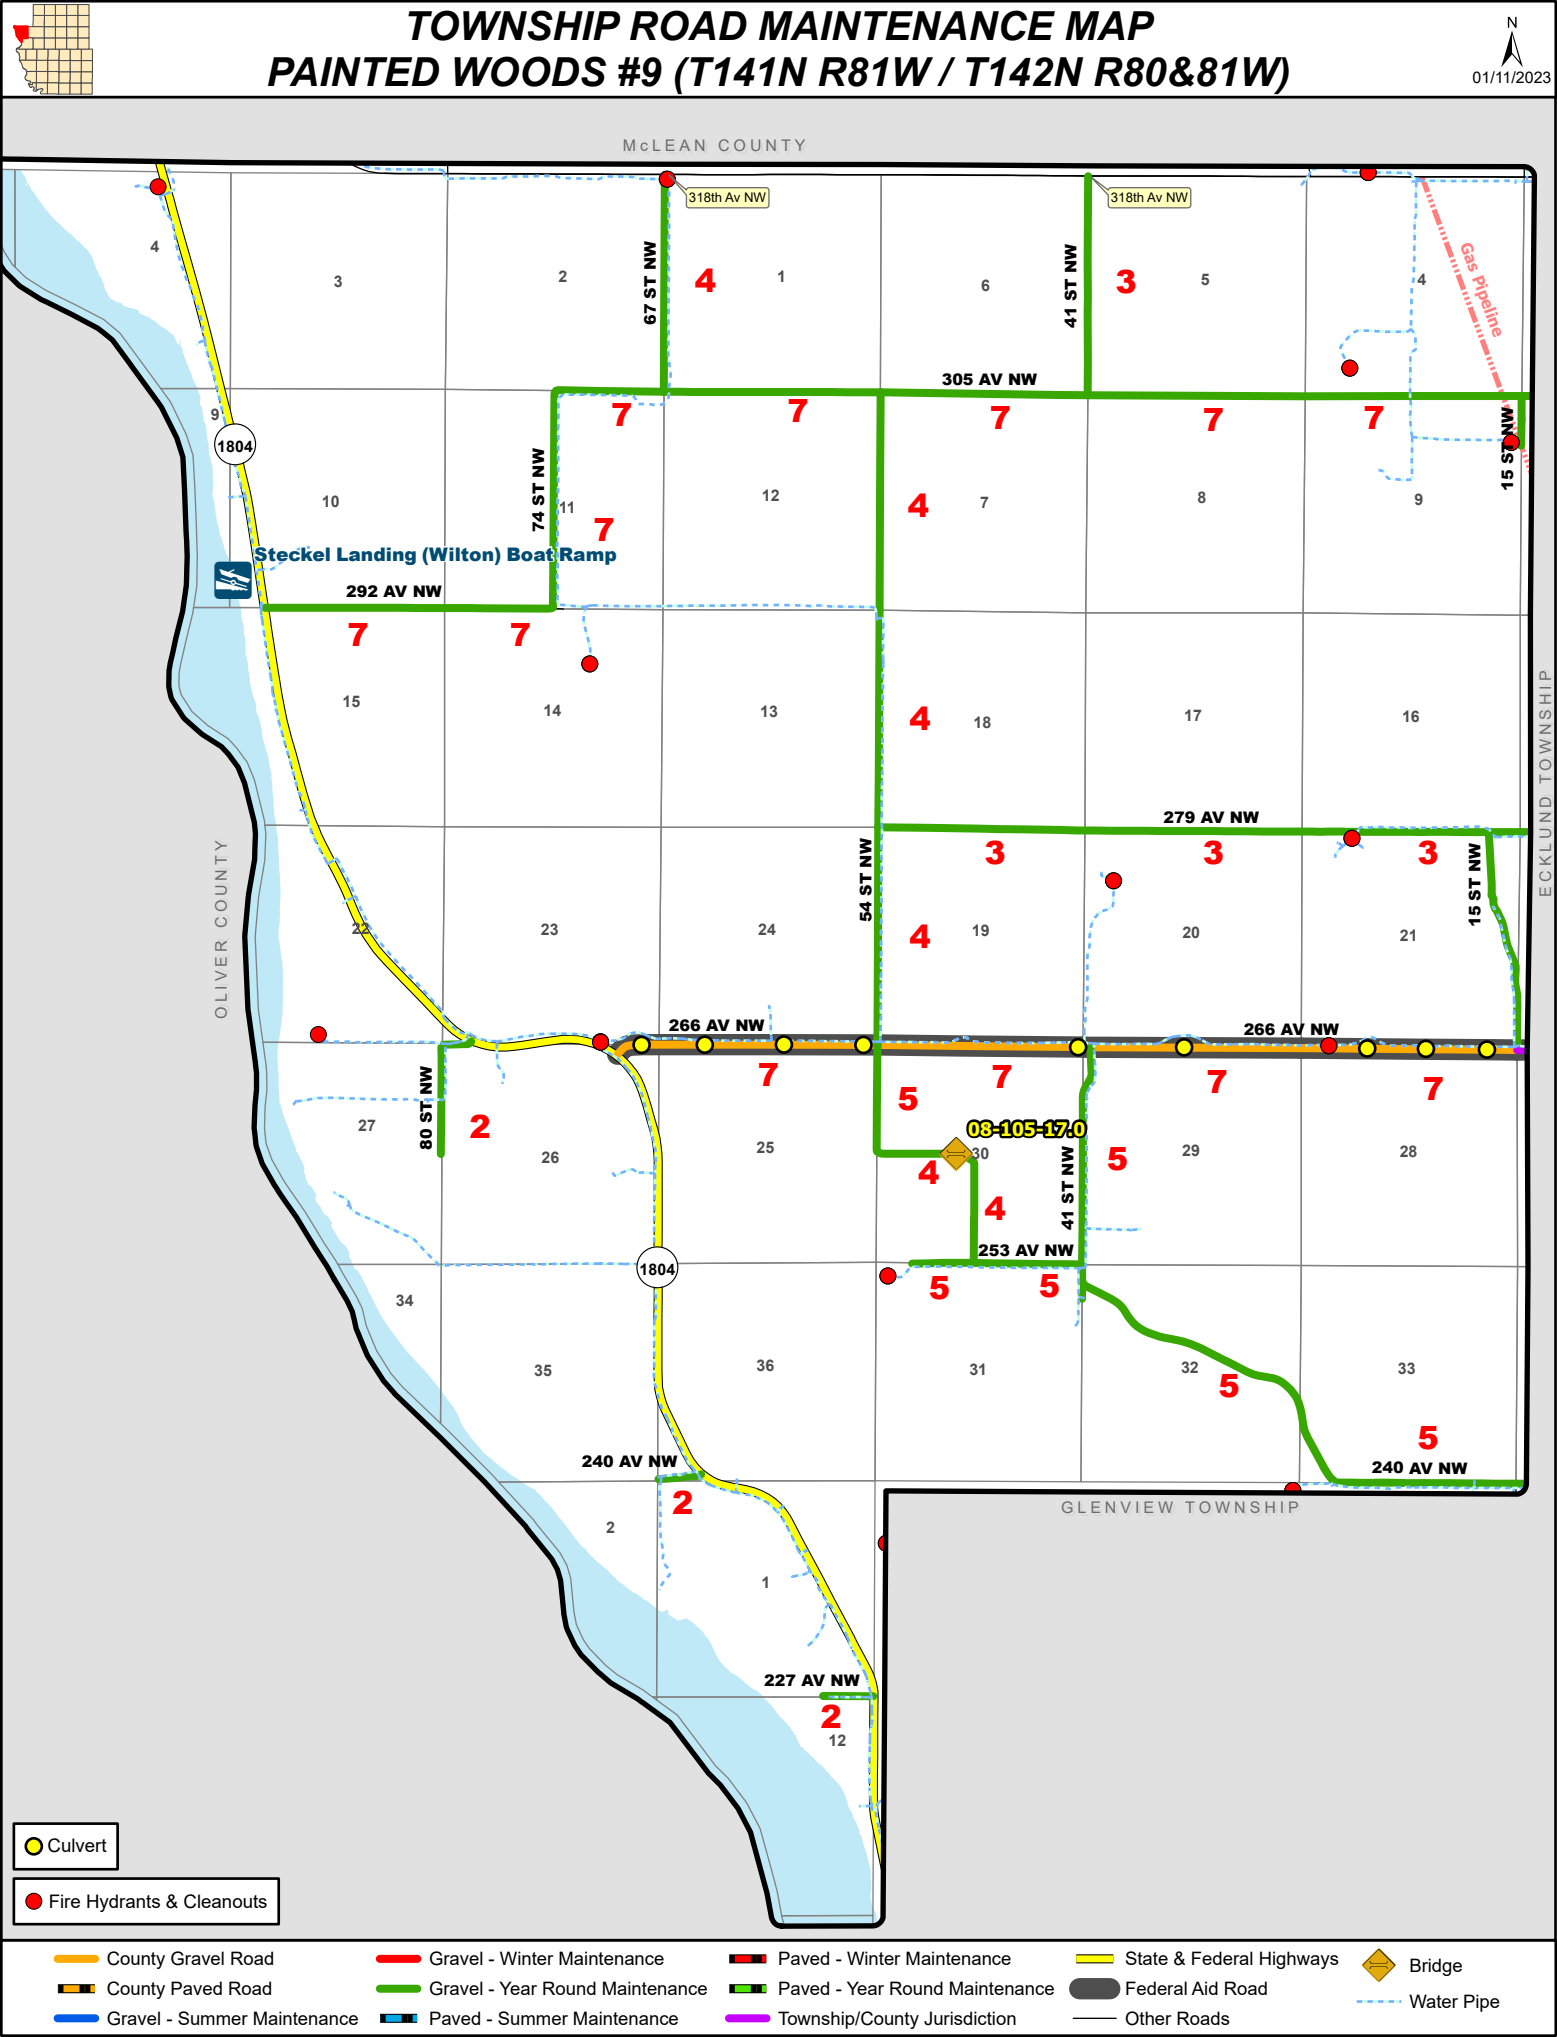 TOWNSHIP ROAD MAINTENANCE MAP
PAINTED WOODS #9 (T141N R81W / T142N R80&81W)
N
01/11/2023
McLEAN COUNTY
318th Av NW
318th Av NW
4
3
2
67 ST NW
4
1
6
41 ST NW
3
5
4
Gas Pipeline
305 AV NW
9
7
7
7
7
7
1804
15 ST NW
10
74 ST NW
11
12
4
7
8
9
7
Steckel Landing (Wilton) Boat Ramp
292 AV NW
7
7
15
14
13
4
18
17
16
ECKLUND TOWNSHIP
279 AV NW
3
3
3
OLIVER COUNTY
54 ST NW
15 ST NW
22
23
24
4
19
20
21
266 AV NW
266 AV NW
7
7
7
7
80 ST NW
5
27
2
26
25
08-105-17.0
30
4
41 ST NW
5
29
28
4
253 AV NW
1804
5
5
34
35
36
31
32
33
5
5
240 AV NW
240 AV NW
2
GLENVIEW TOWNSHIP
2
1
227 AV NW
2
12
Culvert
Fire Hydrants & Cleanouts
County Gravel Road
Gravel - Winter Maintenance
Paved - Winter Maintenance
State & Federal Highways
Bridge
County Paved Road
Gravel - Year Round Maintenance
Paved - Year Round Maintenance
Federal Aid Road
Water Pipe
Gravel - Summer Maintenance
Paved - Summer Maintenance
Township/County Jurisdiction
Other Roads